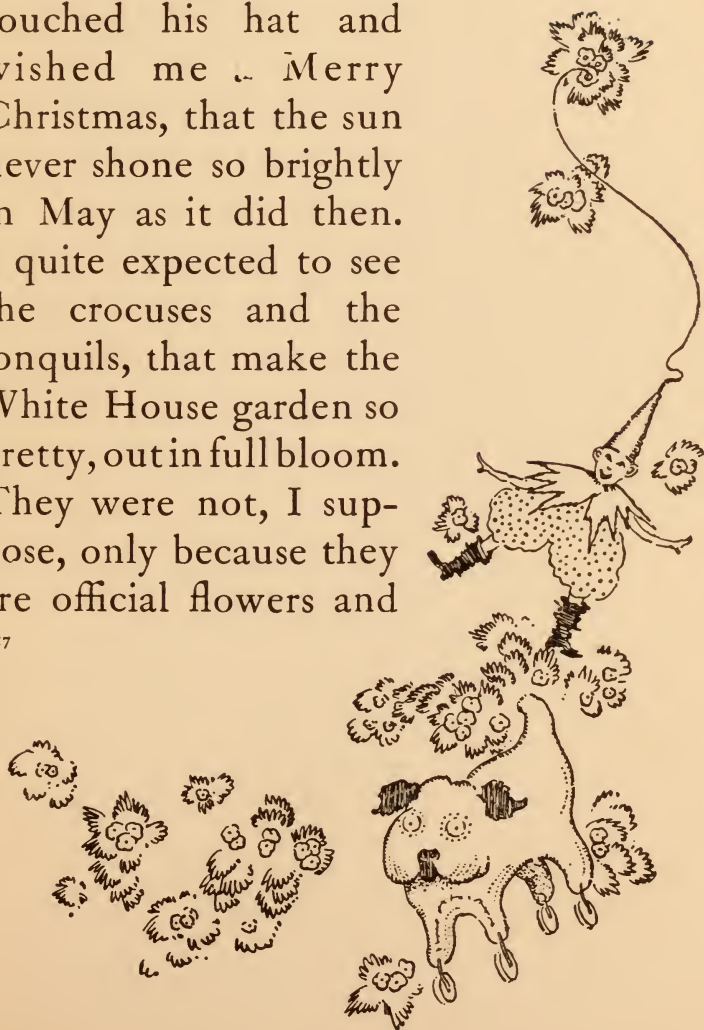 ouched his hat and
vished me a Merry
Christmas, that the sun
never shone so brightly
n May as it did then.
quite expected to see
he crocuses and the
onquils, that make the
White House garden so
retty, out in full bloom.
They were not, I sup-
ose, only because they
re official flowers and
7